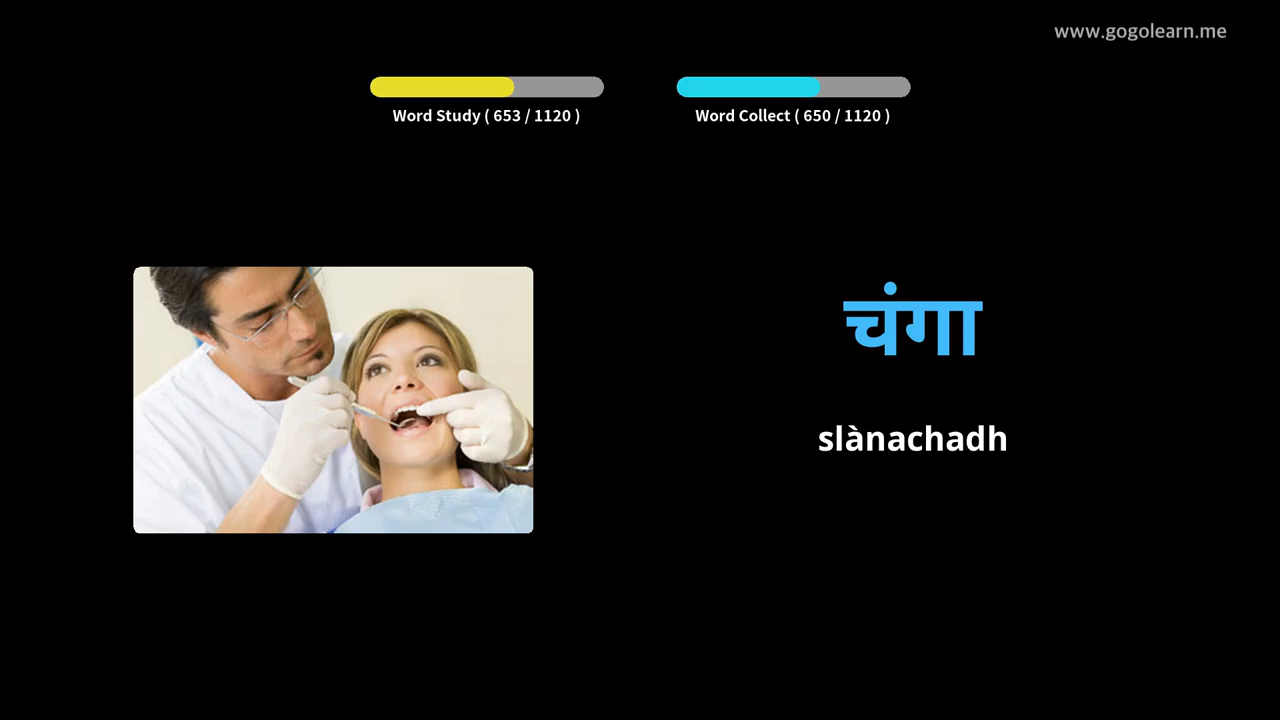 www.gogolearn.me
Word Study ( 653 / 1120 )
Word Collect ( 650 / 1120 )
चंगा
slànachadh